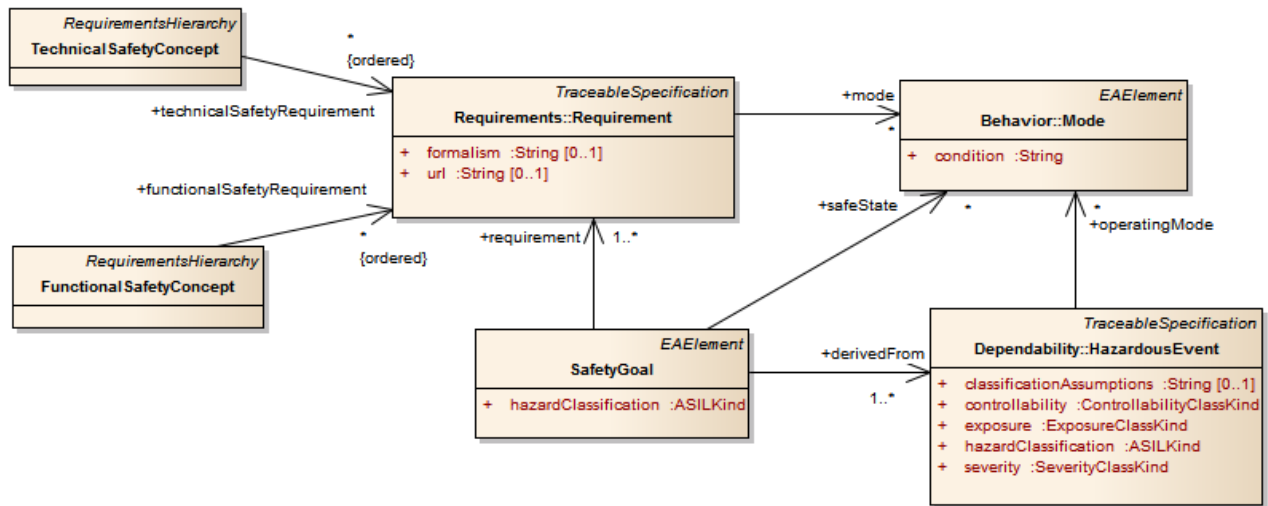 RequirementsHierarchy
TechnicalSafetyConcept
*
{ordered}
+technicalSafetyRequirement
TraceableSpecification
Requirements::Requirement
+ formalism :String [0..1]
+ url :String [0..1]
+mode
*
EAElement
Behavior::Mode
+ condition :String
+functionalSafetyRequirement
*
{ordered}
RequirementsHierarchy
FunctionalSafetyConcept
+requirement
1..*
+safeState
*
*
+operatingMode
EAElement
SafetyGoal
+ hazardClassification :ASILKind
+derivedFrom
1..*
TraceableSpecification
Dependability::HazardousEvent
+ classificationAssumptions :String [0..1]
+ controllability :ControllabilityClassKind
+ exposure :ExposureClassKind
+ hazardClassification :ASILKind
+ severity :SeverityClassKind